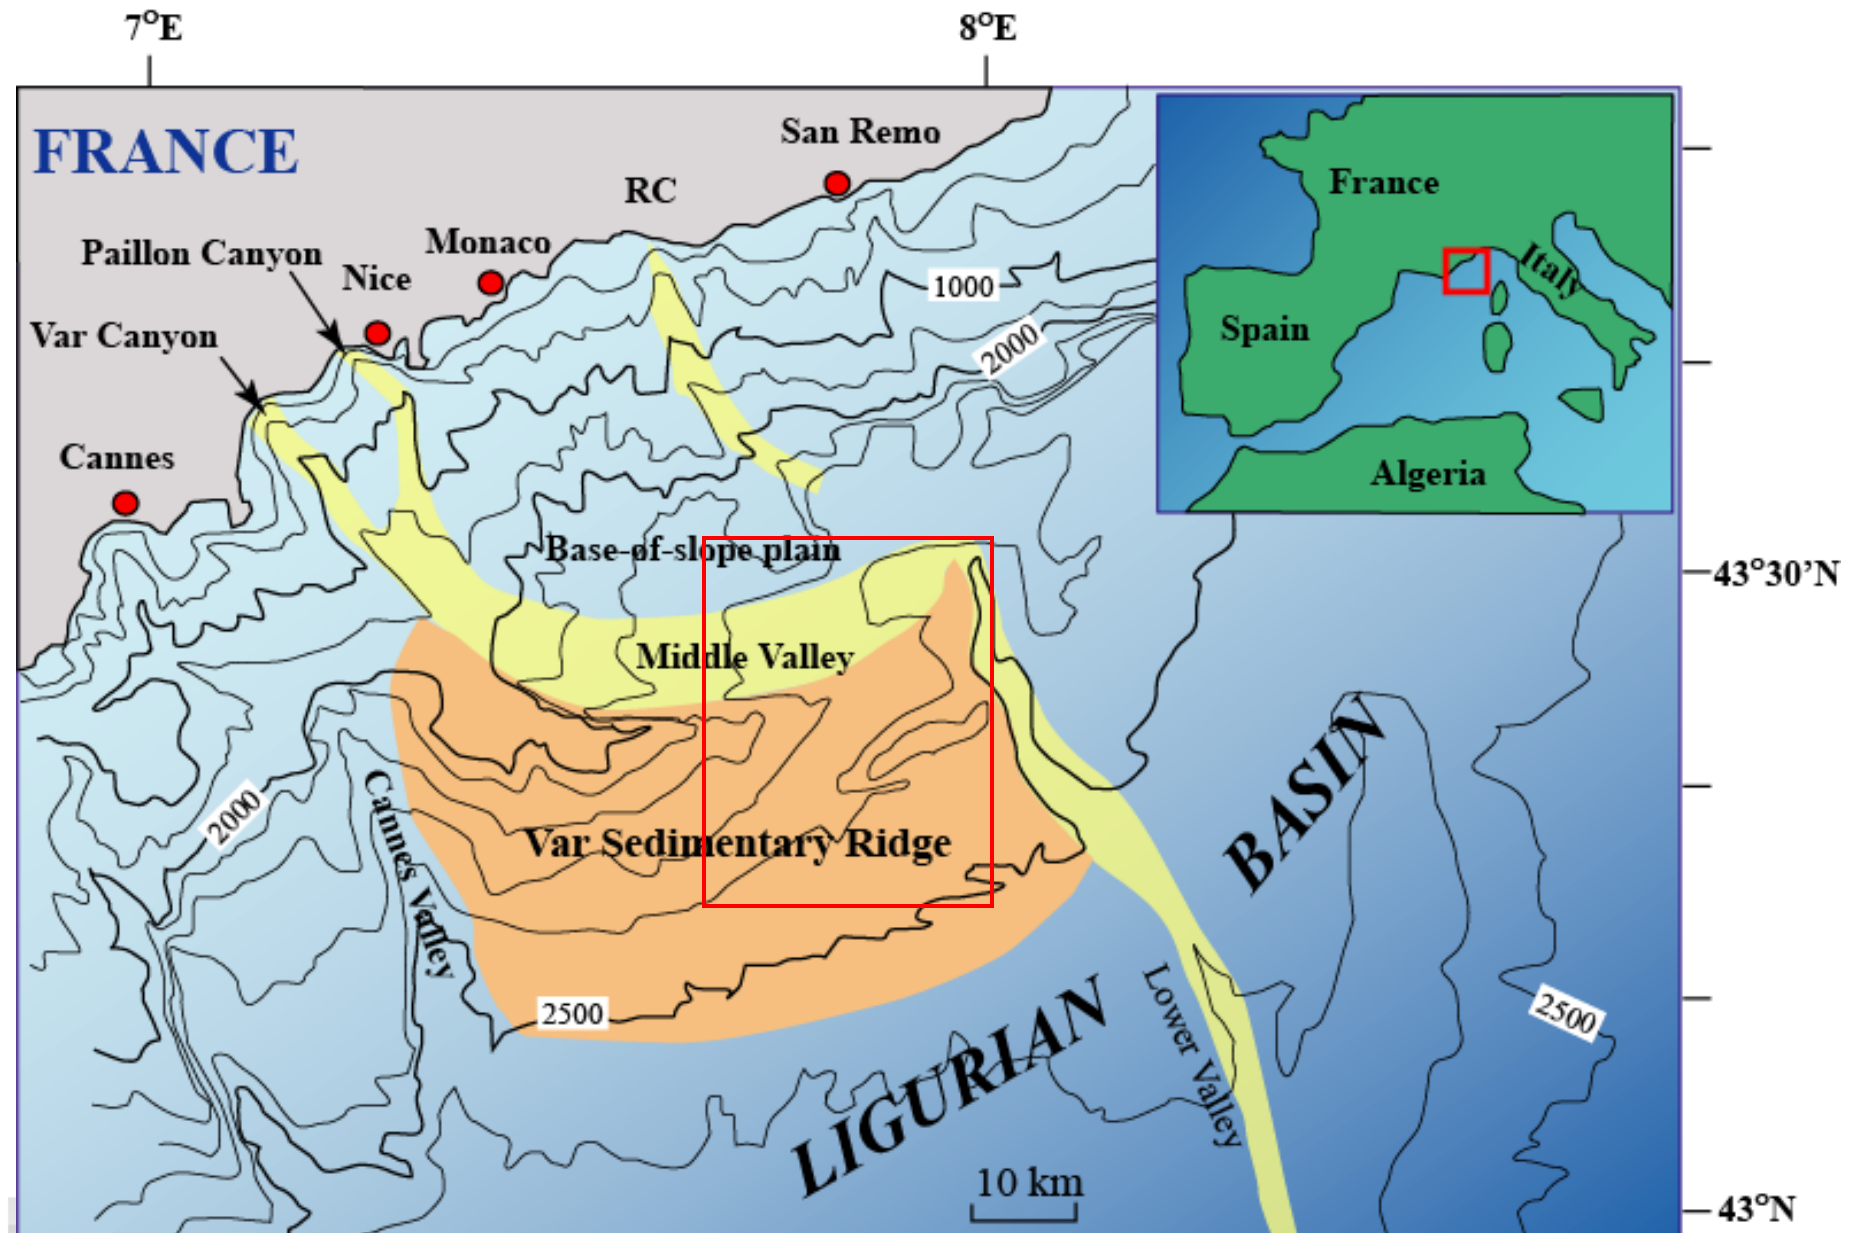 7°E
8°E
FRANCE
San Remo
RC
Monaco
Paillon Canyon
Nice
Var Canyon
Cannes
1000
2000
France
Italy
Spain
Algeria
Base-of-slope plain
43°30’N
Middle Valley
2000
Cannes Valley
Var Sedimentary Ridge
BASIN
2500
2500
LIGURIAN
Lower Valley
10 km
43°N